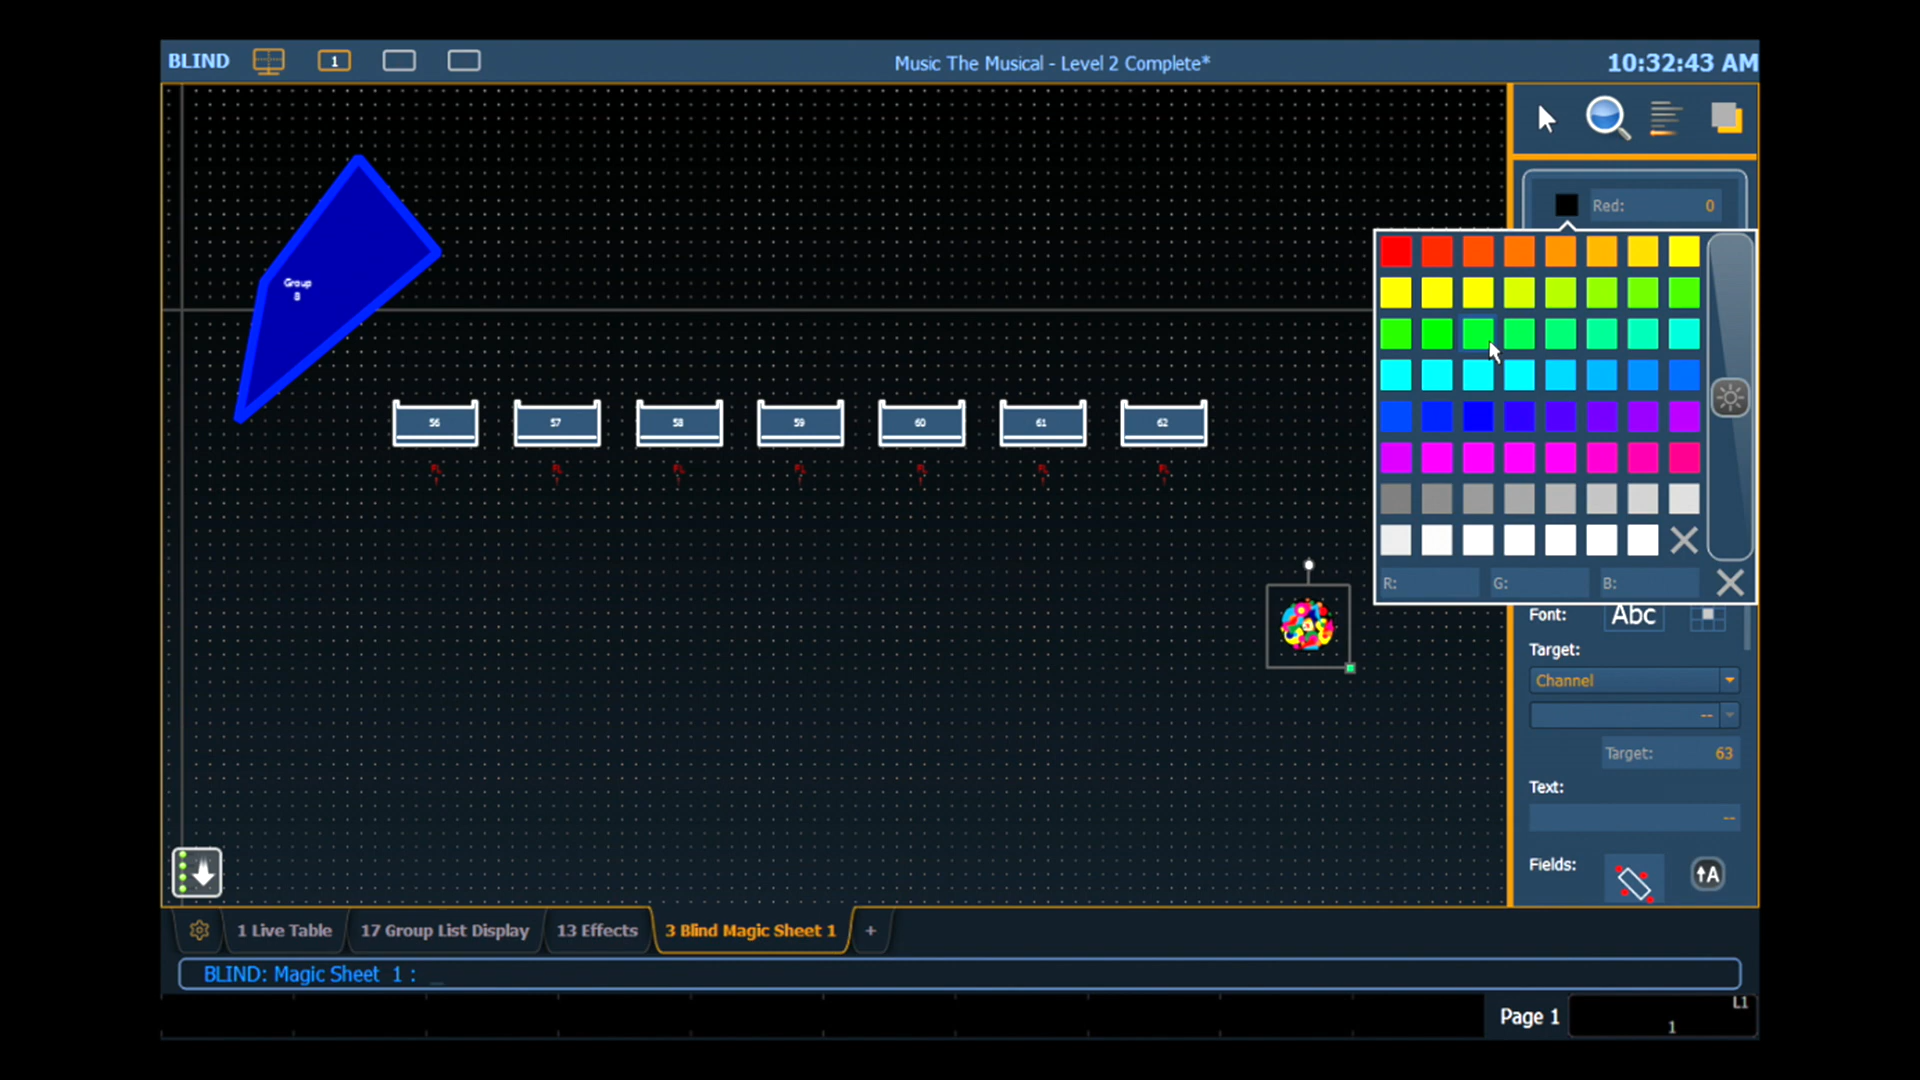 BLIND
1
Music The Musical - Level 2 Complete*
10:32:43 AM
Red: 0
Group
8
56 57 58 59 60 61 62
R: G: B:
Font: Abc
Target:
Channel
--
Target: 63
Text:
--
Fields: A
1 Live Table
17 Group List Display
13 Effects
3 Blind Magic Sheet 1
+
BLIND: Magic Sheet 1 : _
L1
Page 1
1